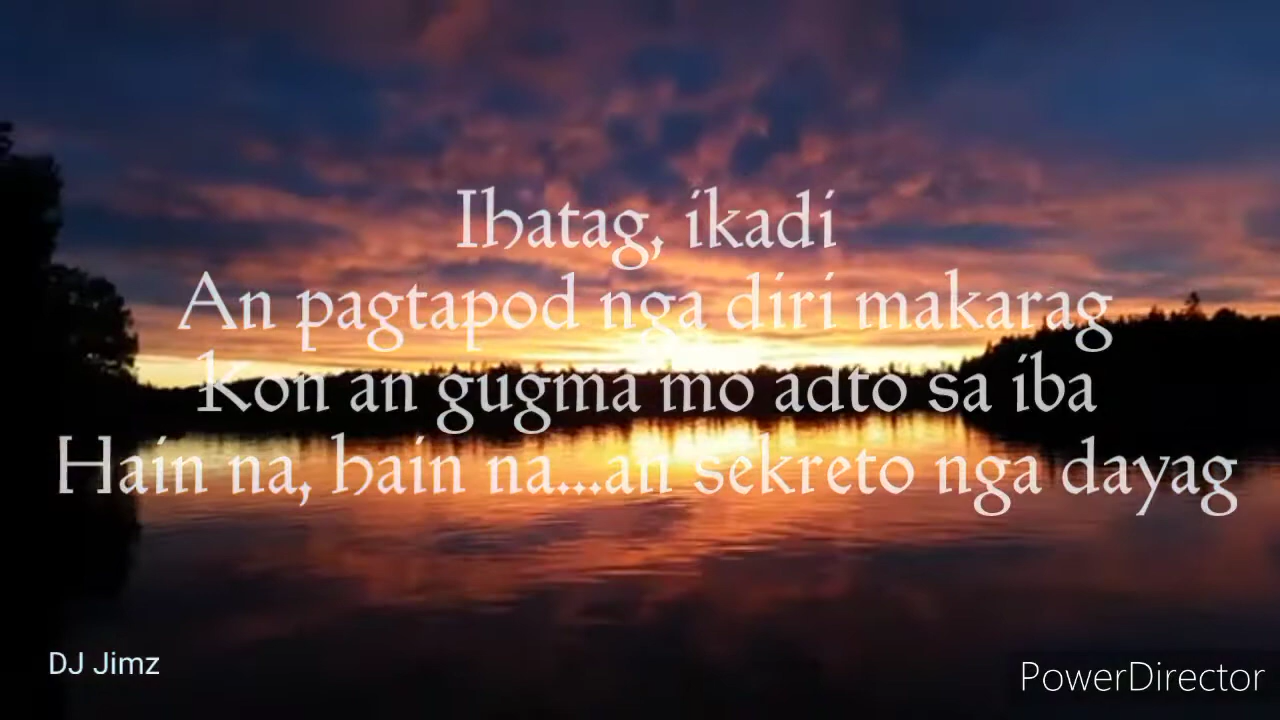 Ihatag, ikadi
An pagtapod nga diri makarag
Kon an gugma mo adto sa iba
Hain na, hain na...an sekreto nga dayag
DJ Jimz
PowerDirector